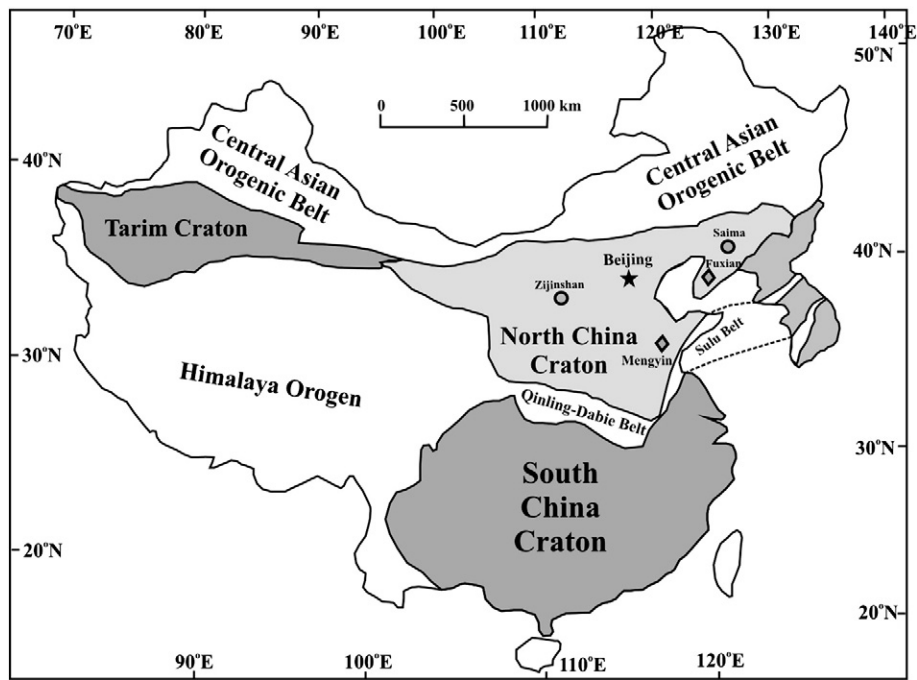 70°E
80°E
90°E
100°E
110°E
120°E
130°E
140°E
50°N
0
500
1000 km
Central Asian
Orogenic Belt
Central Asian
Orogenic Belt
40°N
Tarim Craton
Saima
40°N
Beijing
Fuxian
Zijinshan
North China
Craton
Mengyin
Sulu Belt
30°N
Himalaya Orogen
Qinling-Dabie Belt
30°N
South
China
Craton
20°N
20°N
90°E
100°E
110°E
120°E